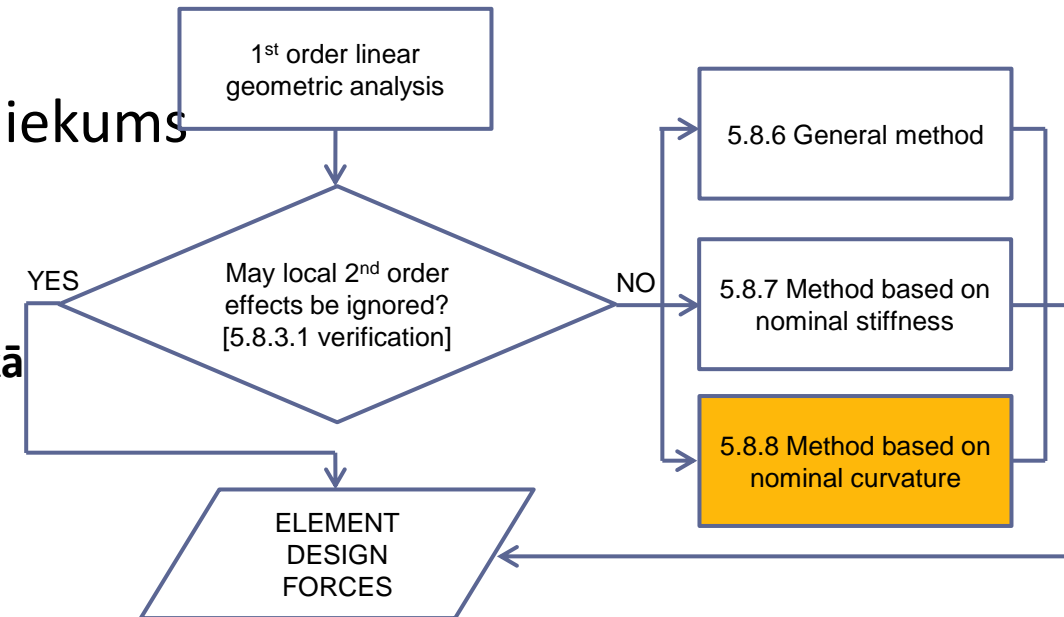 1st order linear
geometric analysis
iekums
5.8.6 General method
YES
May local 2nd order
effects be ignored?
[5.8.3.1 verification]
NO
5.8.7 Method based on
nominal stiffness
ā
5.8.8 Method based on
nominal curvature
ELEMENT
DESIGN
FORCES